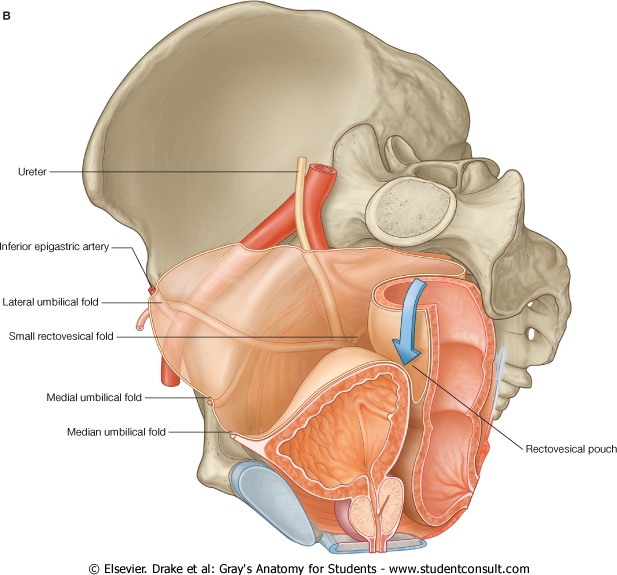 B
Ureter
Inferior epigastric artery
Lateral umbilical fold
Small rectovesical fold
Medial umbilical fold
Median umbilical fold
Rectovesical pouch
© Elsevier. Drake et al: Gray's Anatomy for Students - www.studentconsult.com